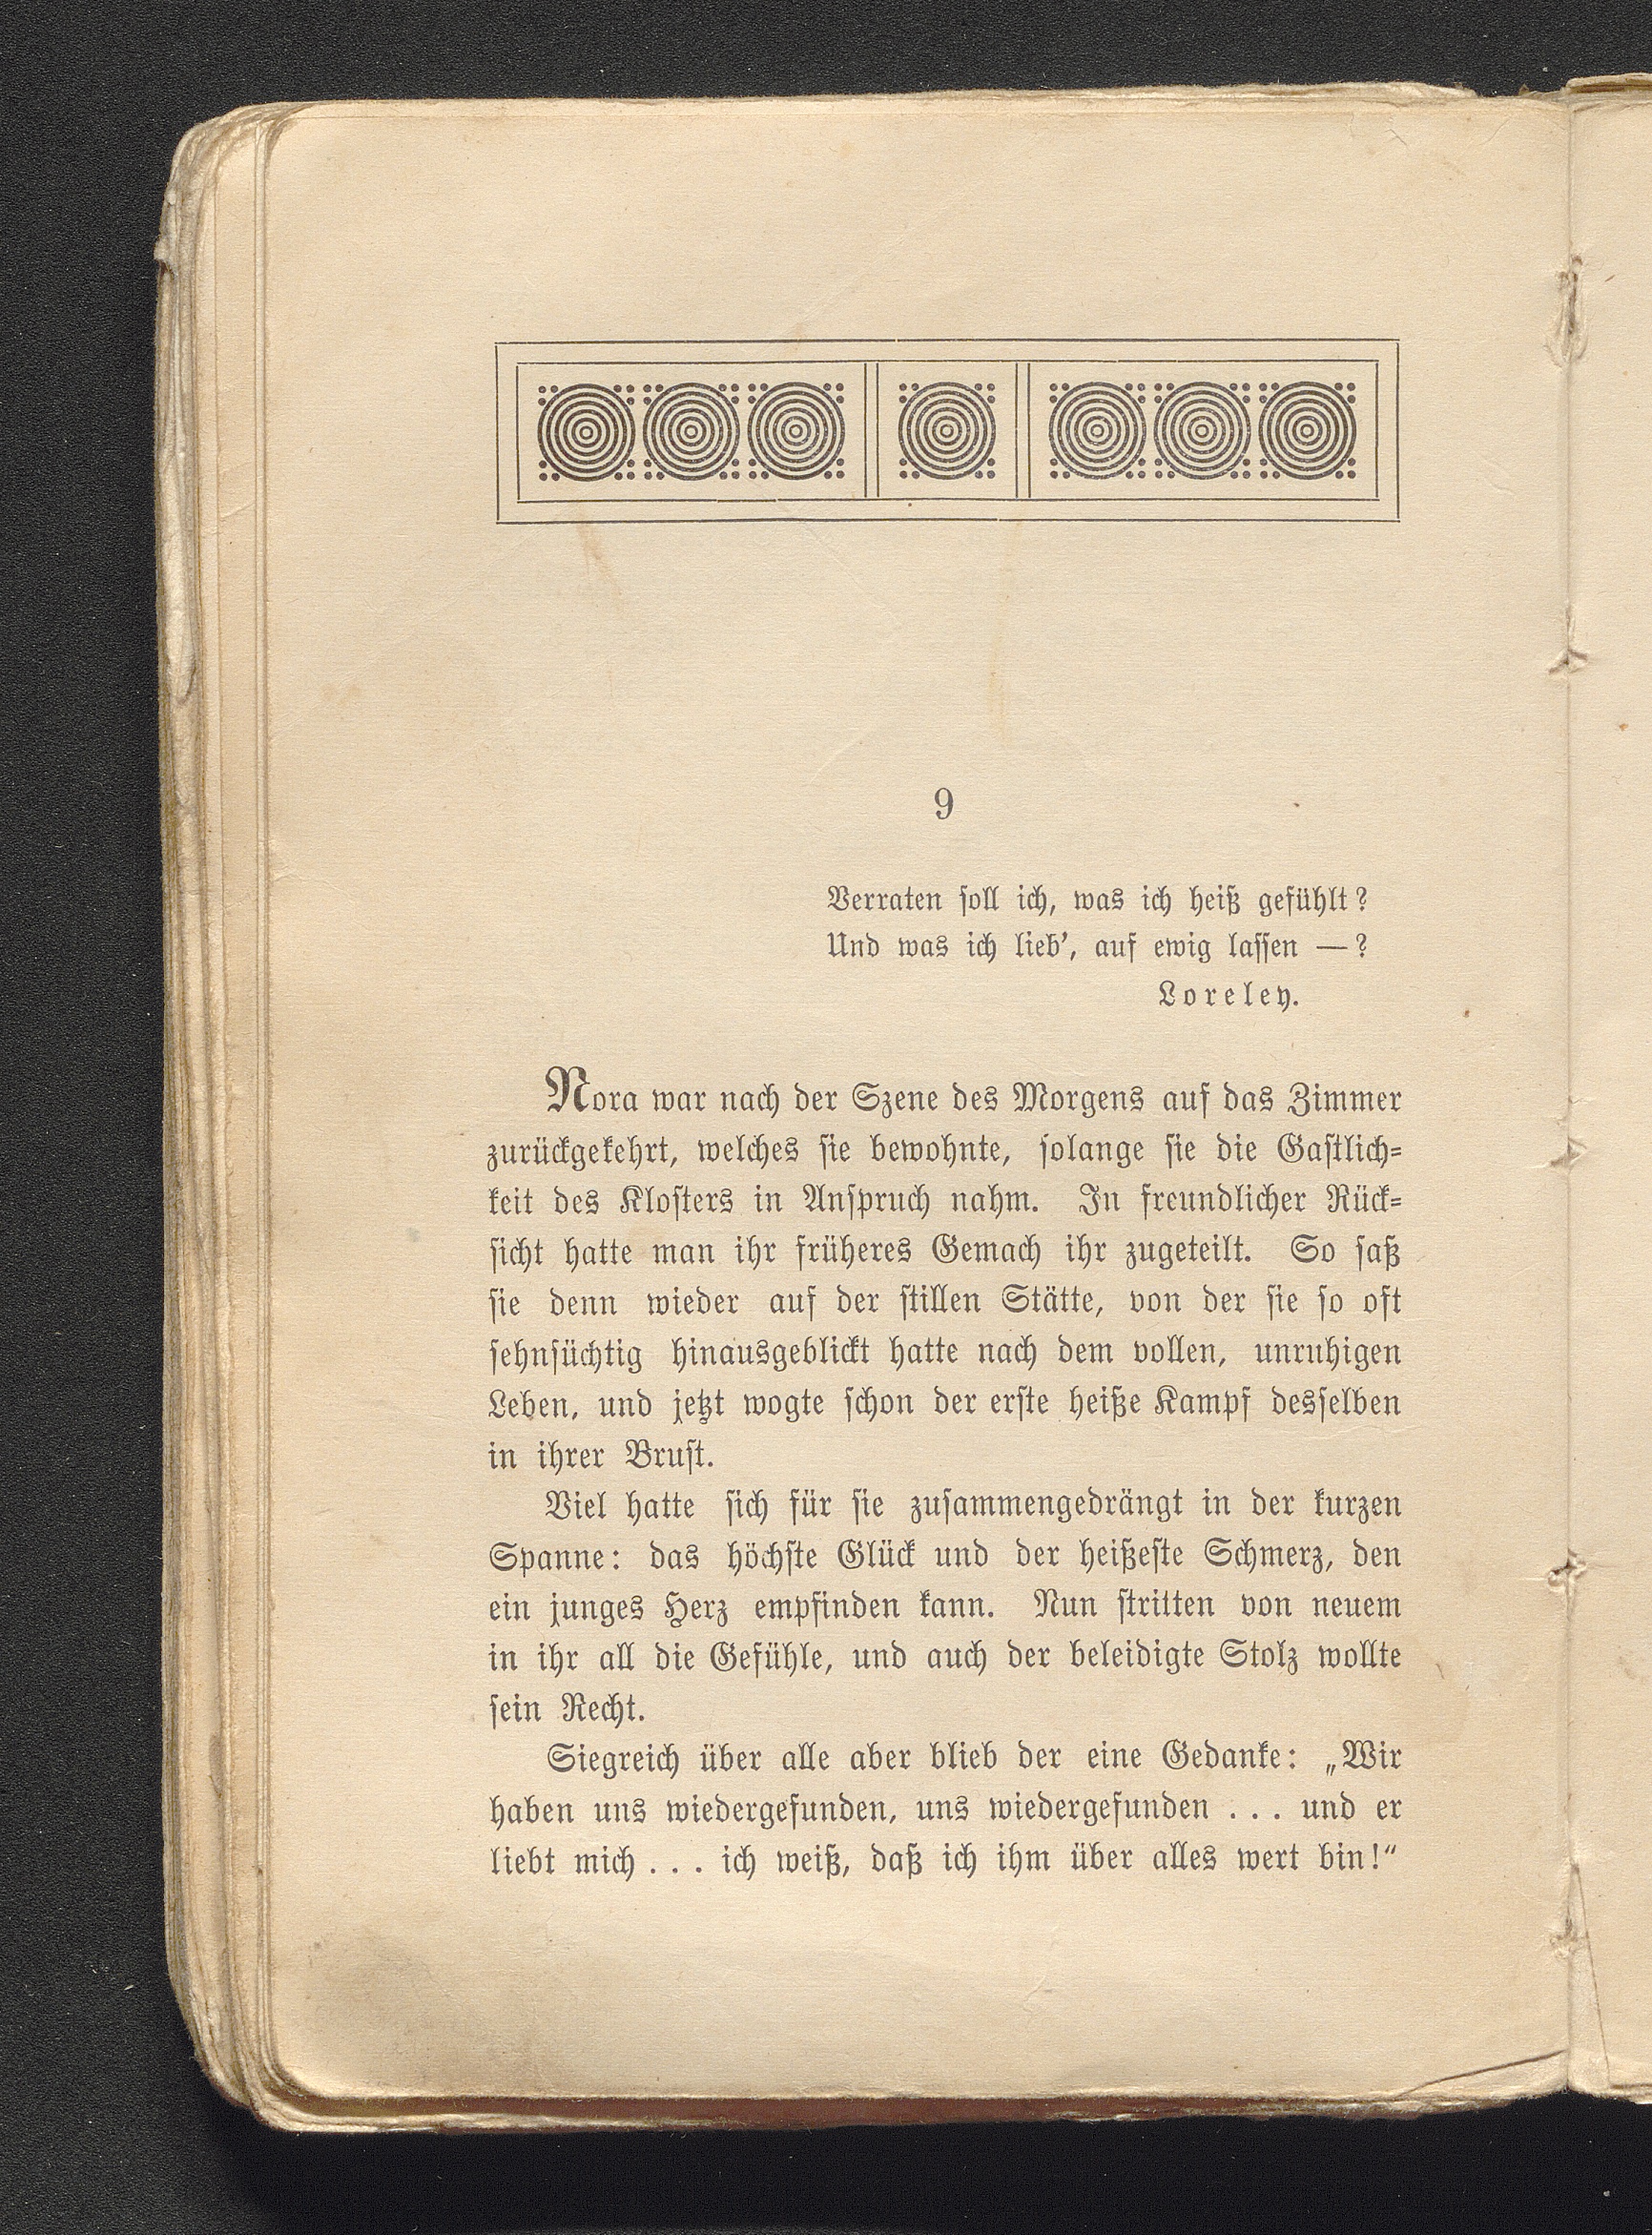 9
Verraten soll ich, was ich heiß gefühlt?
Und was ich lieb’, auf ewig lassen —?
Loreley.
Nora war nach der Szene des Morgens auf das Zimmer
zurückgekehrt, welches sie bewohnte, solange sie die Gastlich-
keit des Klosters in Anspruch nahm. In freundlicher Rück-
sicht hatte man ihr früheres Gemach ihr zugeteilt. So saß
sie denn wieder auf der stillen Stätte, von der sie so oft
sehnsüchtig hinausgeblickt hatte nach dem vollen, unruhigen
Leben, und jetzt wogte schon der erste heiße Kampf desselben
in ihrer Brust.
Viel hatte sich für sie zusammengedrängt in der kurzen
Spanne: das höchste Glück und der heißeste Schmerz, den
ein junges Herz empfinden kann. Nun stritten von neuem
in ihr all die Gefühle, und auch der beleidigte Stolz wollte
sein Recht.
Siegreich über alle aber blieb der eine Gedanke: „Wir
haben uns wiedergefunden, uns wiedergefunden . . . und er
liebt mich . . . ich weiß, daß ich ihm über alles wert bin!“